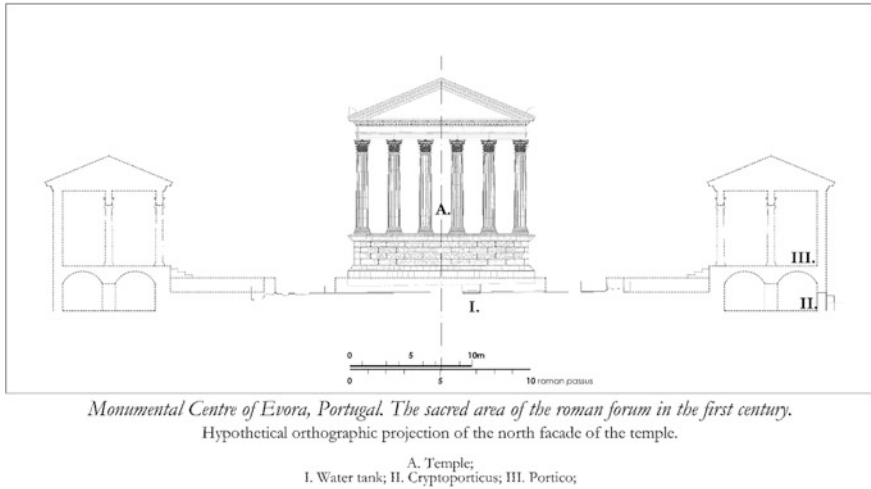 A.
III.
II.
I.
0 5 10m
0 5 10 roman passus
Monumental Centre of Evora, Portugal. The sacred area of the roman forum in the first century.
Hypothetical orthographic projection of the north facade of the temple.
A. Temple;
I. Water tank; II. Cryptoporticus; III. Portico;